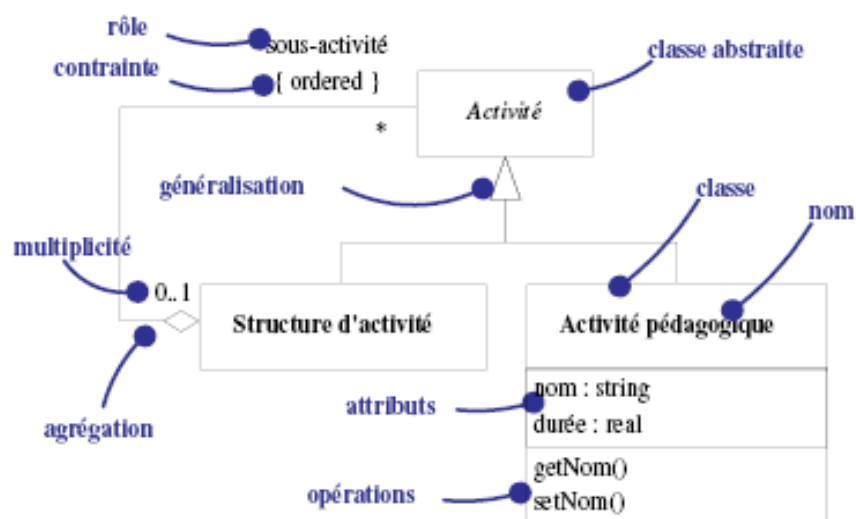 rôle
sous-activité
classe abstraite
contrainte
{ ordered }
Activité
*
généralisation
classe
nom
multiplicité
0..1
Structure d'activité
Activité pédagogique
agrégation
attributs
nom : string
durée : real
opérations
getNom()
setNom()